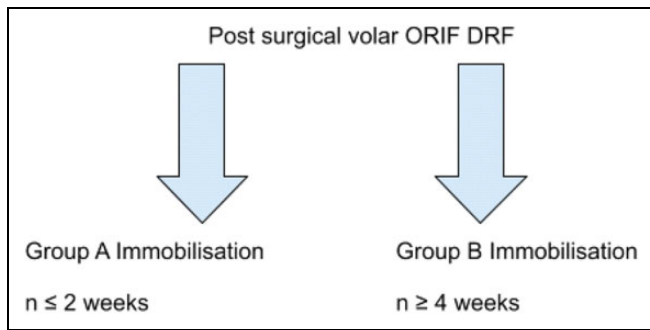 Post surgical volar ORIF DRF
Group A Immobilisation
n ≤ 2 weeks
Group B Immobilisation
n ≥ 4 weeks